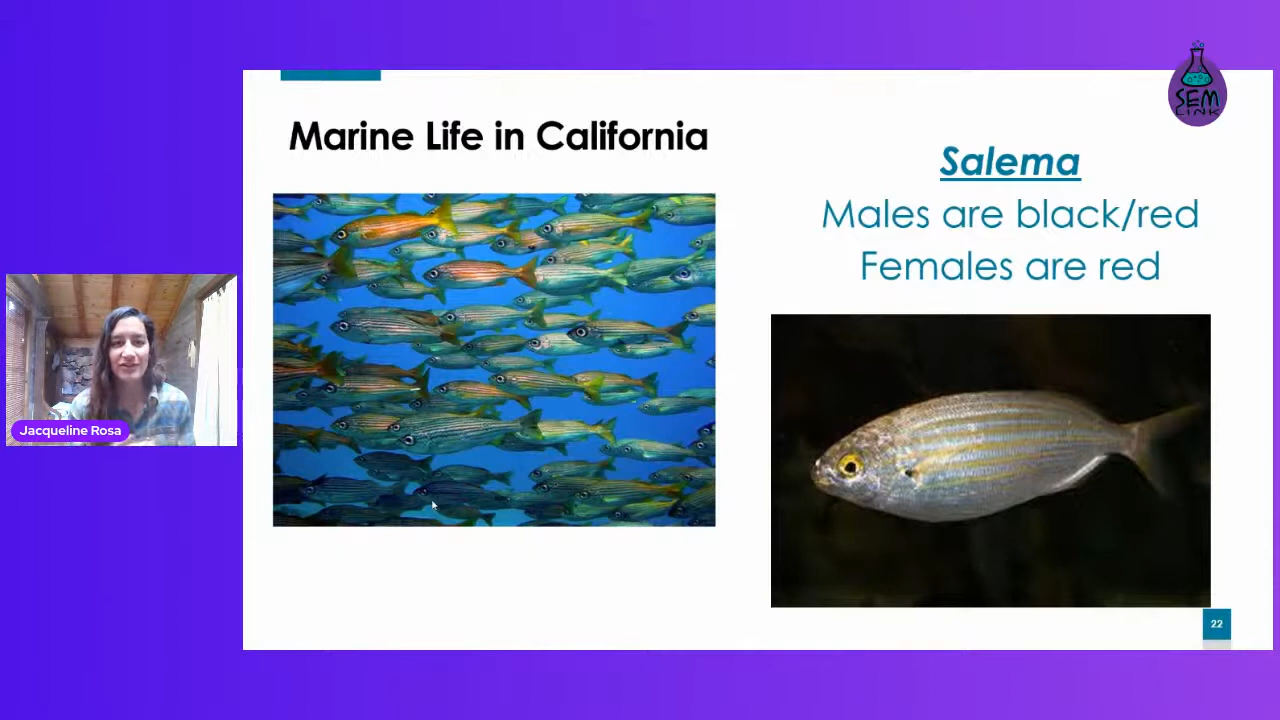 SEM
LINK
Marine Life in California
Salema
Males are black/red
Females are red
Jacqueline Rosa
22